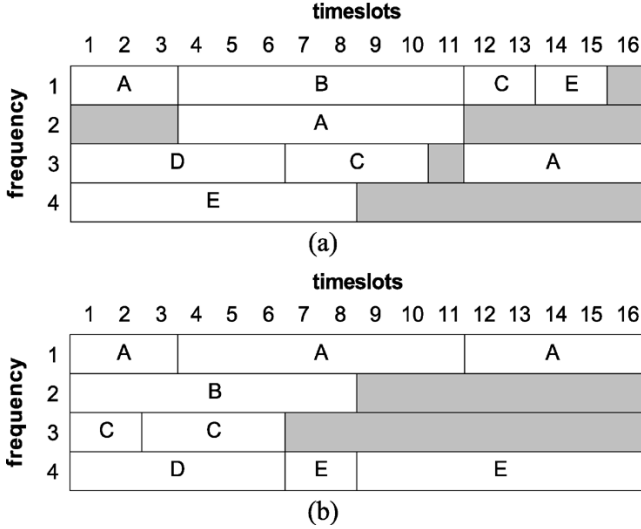 timeslots
1 2 3 4 5 6 7 8 9 10 11 12 13 14 15 16
frequency
1 A B C E
2 A
3 D C A
4 E
(a)
timeslots
1 2 3 4 5 6 7 8 9 10 11 12 13 14 15 16
frequency
1 A A A
2 B
3 C C
4 D E E
(b)